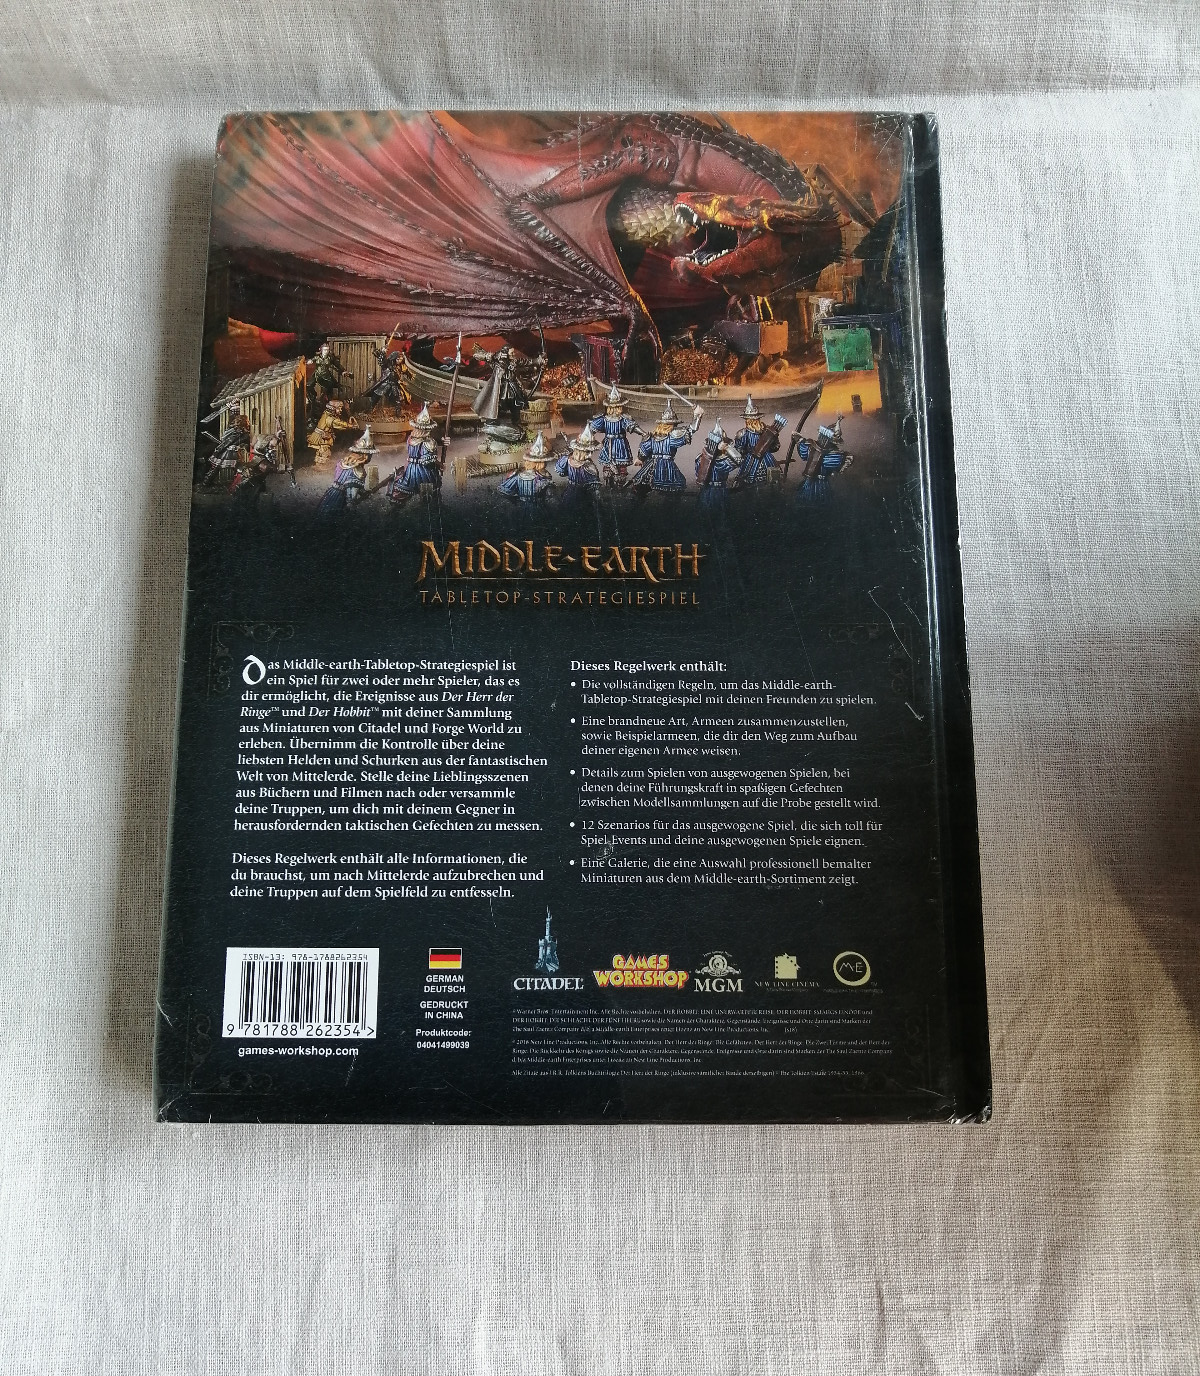 MIDDLE-EARTH
TABLETOP-STRATEGIESPIEL
Das Middle-earth-Tabletop-Strategiespiel ist
ein Spiel für zwei oder mehr Spieler, das es
dir ermöglicht, die Ereignisse aus Der Herr der
Ringe™ und Der Hobbit™ mit deiner Sammlung
aus Miniaturen von Citadel und Forge World zu
erleben. Übernimm die Kontrolle über deine
liebsten Helden und Schurken aus der fantastischen
Welt von Mittelerde. Stelle deine Lieblingsszenen
aus Büchern und Filmen nach oder versammle
deine Truppen, um dich mit deinem Gegner in
herausfordernden taktischen Gefechten zu messen.
Dieses Regelwerk enthält alle Informationen, die
du brauchst, um nach Mittelerde aufzubrechen und
deine Truppen auf dem Spielfeld zu entfesseln.
Dieses Regelwerk enthält:
• Die vollständigen Regeln, um das Middle-earth-
Tabletop-Strategiespiel mit deinen Freunden zu spielen.
• Eine brandneue Art, Armeen zusammenzustellen,
sowie Beispielarmeen, die dir den Weg zum Aufbau
deiner eigenen Armee weisen.
• Details zum Spielen von ausgewogenen Spielen, bei
denen deine Führungskraft in spaßigen Gefechten
zwischen Modellsammlungen auf die Probe gestellt wird.
• 12 Szenarios für das ausgewogene Spiel, die sich toll für
Spiel-Events und deine ausgewogenen Spiele eignen.
• Eine Galerie, die eine Auswahl professionell bemalter
Miniaturen aus dem Middle-earth-Sortiment zeigt.
ISBN-13: 978-1788262354
9 781788 262354 >
games-workshop.com
GERMAN
DEUTSCH
GEDRUCKT
IN CHINA
Produktcode:
04041499039
CITADEL
GAMES
WORKSHOP
MGM
NEW LINE CINEMA
ME